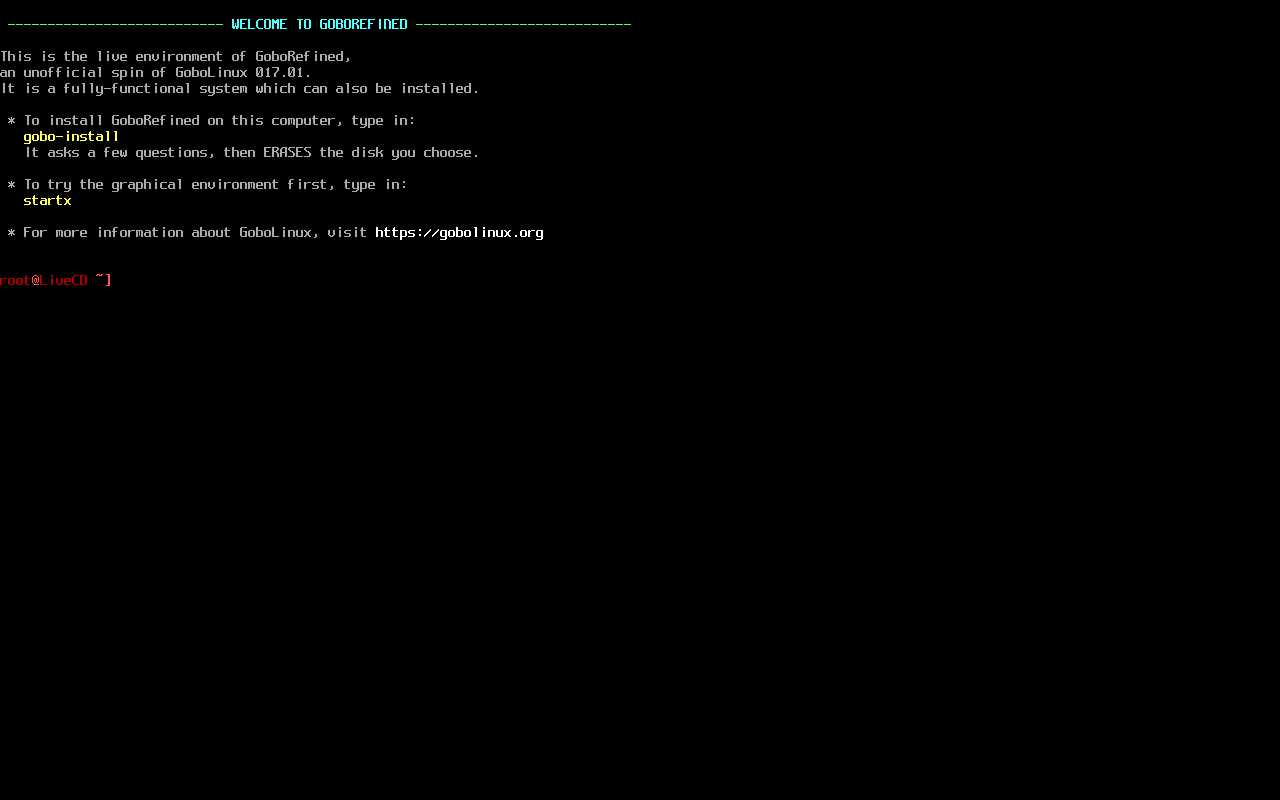 --------------------------- WELCOME TO GOBOREFINED ---------------------------
This is the live environment of GoboRefined,
an unofficial spin of GoboLinux 017.01.
It is a fully-functional system which can also be installed.
* To install GoboRefined on this computer, type in:
gobo-install
It asks a few questions, then ERASES the disk you choose.
* To try the graphical environment first, type in:
startx
* For more information about GoboLinux, visit https://gobolinux.org
root@LiveCD ~]